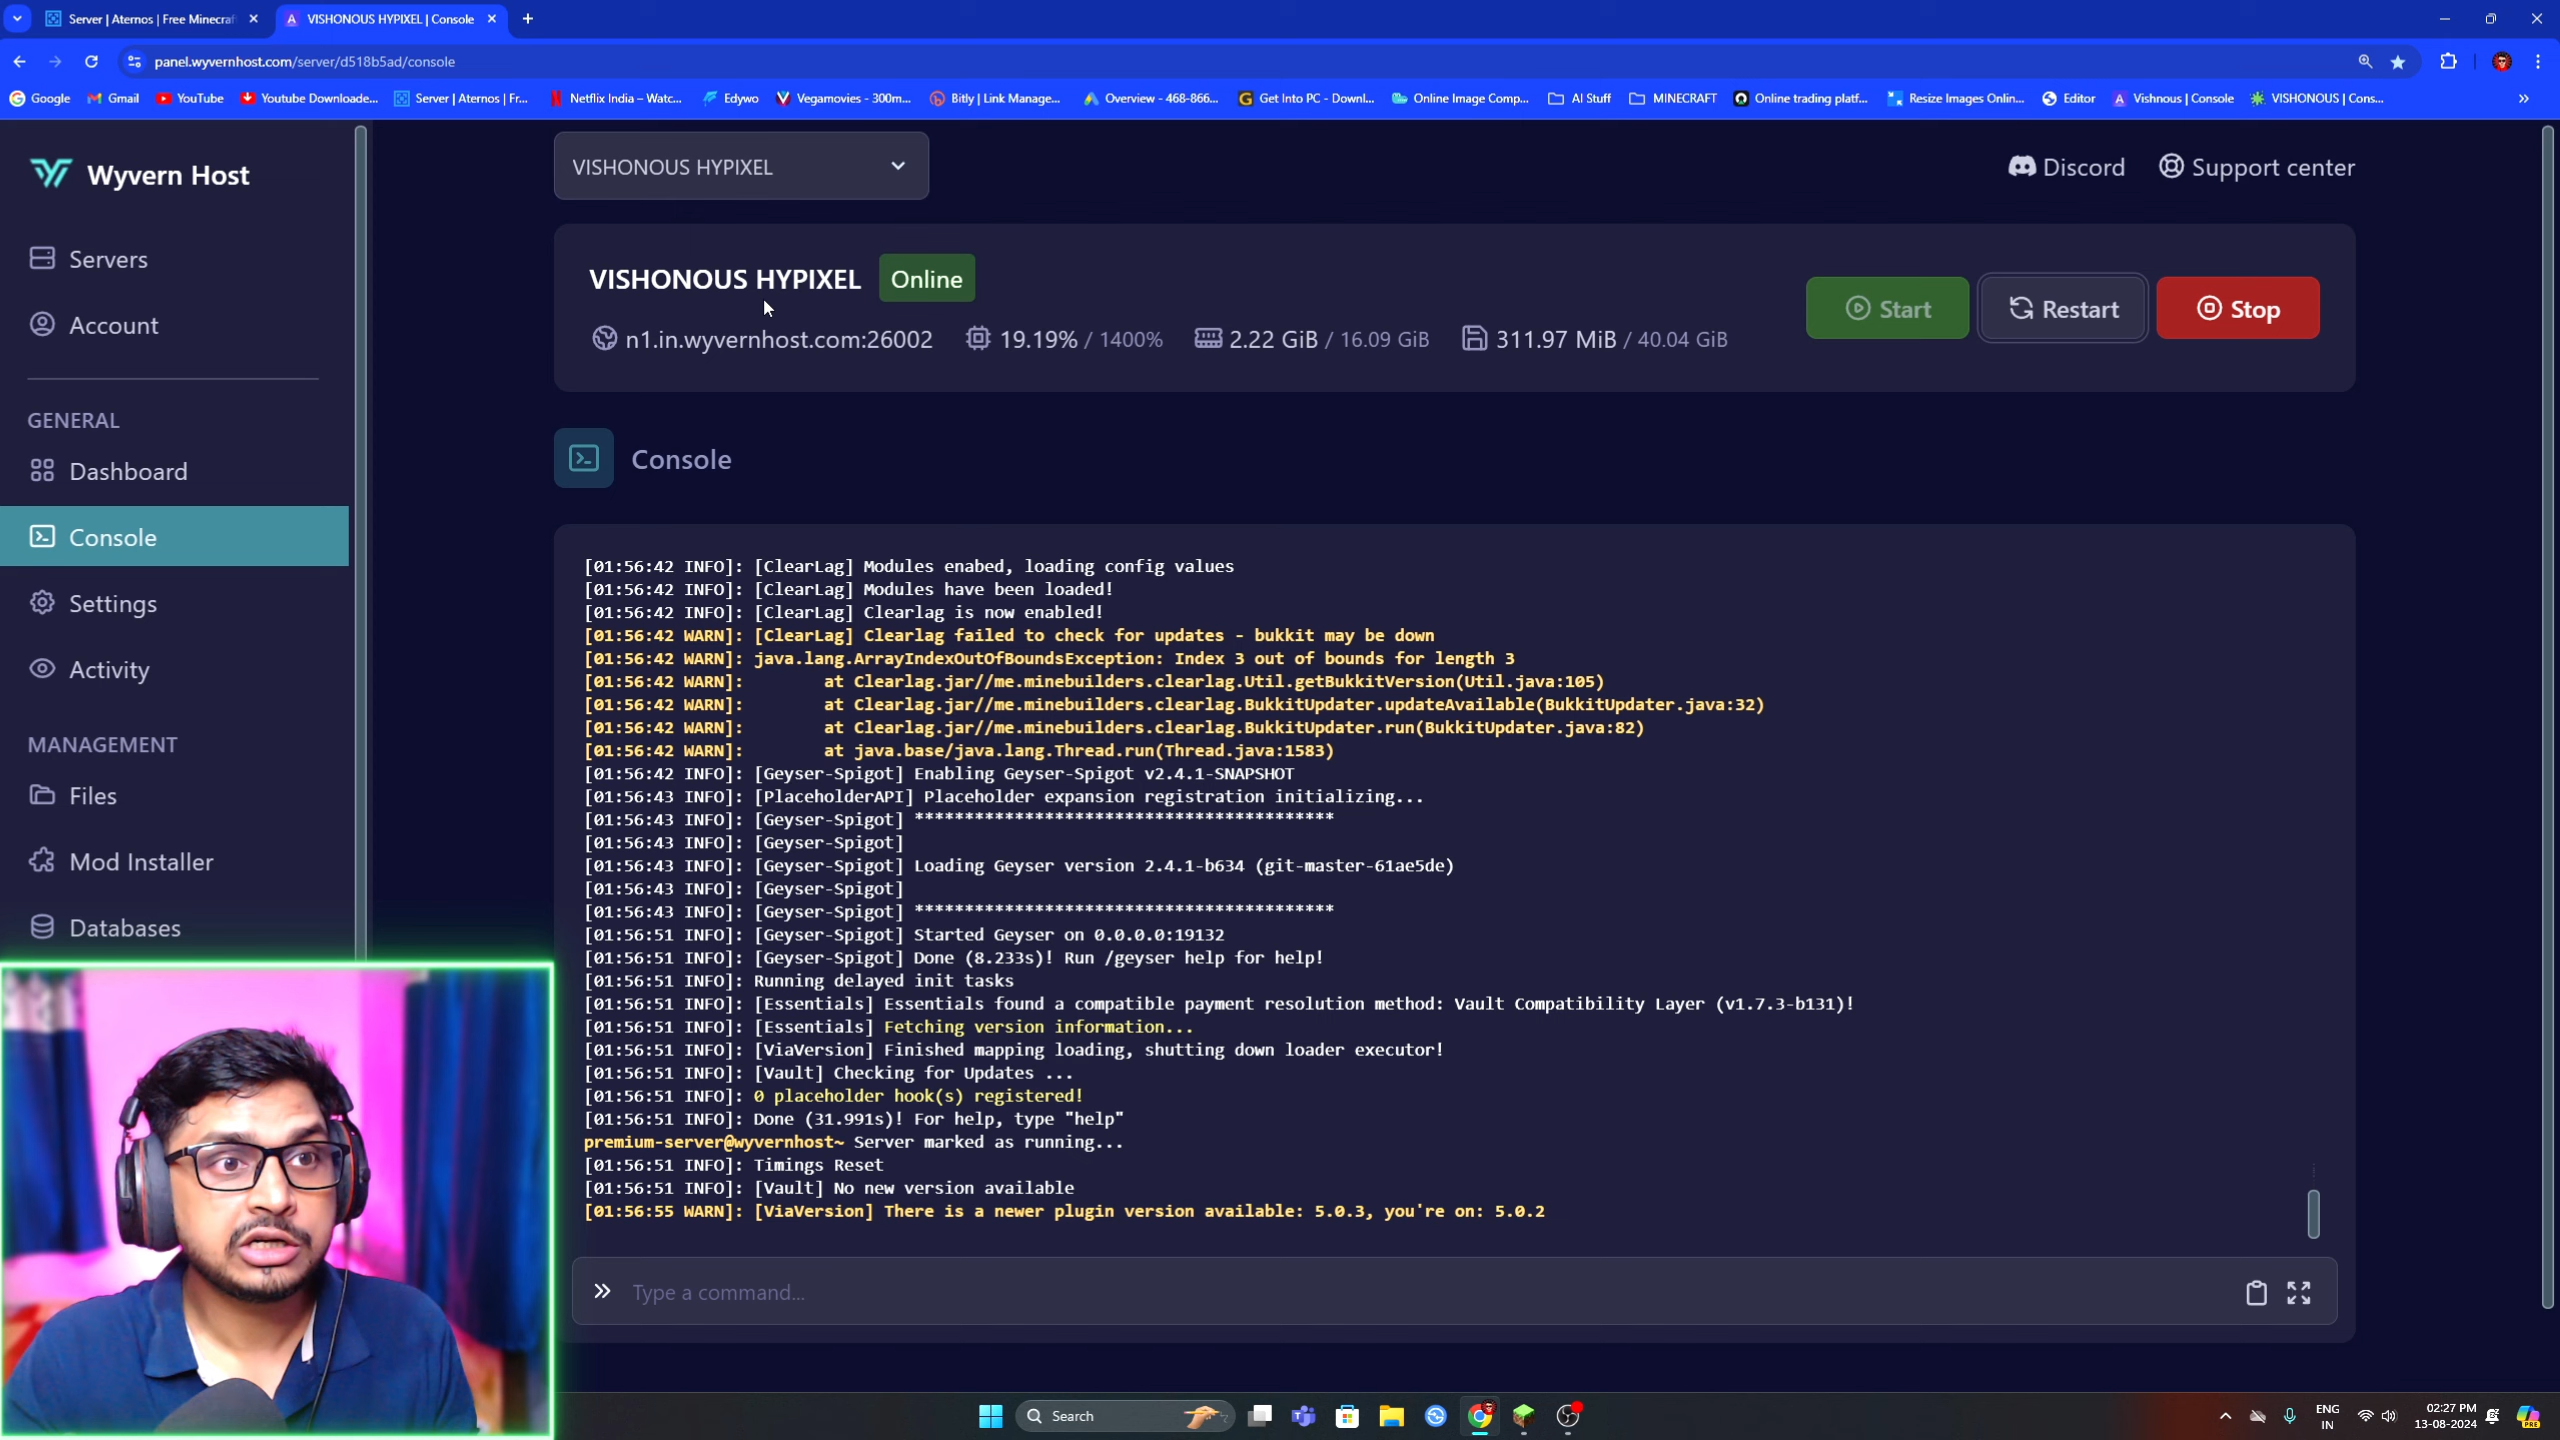 Server | Aternos | Free Minecraf
VISHONOUS HYPIXEL | Console
panel.wyvernhost.com/server/d518b5ad/console
Google
Gmail
YouTube
Youtube Downloade...
Server | Aternos | Fr...
Netflix India – Watc...
Edywo
Vegamovies - 300m...
Bitly | Link Manage...
Overview - 468-866...
Get Into PC - Downl...
Online Image Comp...
AI Stuff
MINECRAFT
Online trading platf...
Resize Images Onlin...
Editor
Vishnous | Console
VISHONOUS | Cons...
Wyvern Host
Servers
Account
GENERAL
Dashboard
Console
Settings
Activity
MANAGEMENT
Files
Mod Installer
Databases
VISHONOUS HYPIXEL
Discord
Support center
VISHONOUS HYPIXEL Online
n1.in.wyvernhost.com:26002 19.19% / 1400% 2.22 GiB / 16.09 GiB 311.97 MiB / 40.04 GiB
Start
Restart
Stop
Console
[01:56:42 INFO]: [ClearLag] Modules enabed, loading config values
[01:56:42 INFO]: [ClearLag] Modules have been loaded!
[01:56:42 INFO]: [ClearLag] Clearlag is now enabled!
[01:56:42 WARN]: [ClearLag] Clearlag failed to check for updates - bukkit may be down
[01:56:42 WARN]: java.lang.ArrayIndexOutOfBoundsException: Index 3 out of bounds for length 3
[01:56:42 WARN]: at Clearlag.jar//me.minebuilders.clearlag.Util.getBukkitVersion(Util.java:105)
[01:56:42 WARN]: at Clearlag.jar//me.minebuilders.clearlag.BukkitUpdater.updateAvailable(BukkitUpdater.java:32)
[01:56:42 WARN]: at Clearlag.jar//me.minebuilders.clearlag.BukkitUpdater.run(BukkitUpdater.java:82)
[01:56:42 WARN]: at java.base/java.lang.Thread.run(Thread.java:1583)
[01:56:42 INFO]: [Geyser-Spigot] Enabling Geyser-Spigot v2.4.1-SNAPSHOT
[01:56:43 INFO]: [PlaceholderAPI] Placeholder expansion registration initializing...
[01:56:43 INFO]: [Geyser-Spigot] ******************************************
[01:56:43 INFO]: [Geyser-Spigot]
[01:56:43 INFO]: [Geyser-Spigot] Loading Geyser version 2.4.1-b634 (git-master-61ae5de)
[01:56:43 INFO]: [Geyser-Spigot]
[01:56:43 INFO]: [Geyser-Spigot] ******************************************
[01:56:51 INFO]: [Geyser-Spigot] Started Geyser on 0.0.0.0:19132
[01:56:51 INFO]: [Geyser-Spigot] Done (8.233s)! Run /geyser help for help!
[01:56:51 INFO]: Running delayed init tasks
[01:56:51 INFO]: [Essentials] Essentials found a compatible payment resolution method: Vault Compatibility Layer (v1.7.3-b131)!
[01:56:51 INFO]: [Essentials] Fetching version information...
[01:56:51 INFO]: [ViaVersion] Finished mapping loading, shutting down loader executor!
[01:56:51 INFO]: [Vault] Checking for Updates ...
[01:56:51 INFO]: 0 placeholder hook(s) registered!
[01:56:51 INFO]: Done (31.991s)! For help, type "help"
premium-server@wyvernhost~ Server marked as running...
[01:56:51 INFO]: Timings Reset
[01:56:51 INFO]: [Vault] No new version available
[01:56:55 WARN]: [ViaVersion] There is a newer plugin version available: 5.0.3, you're on: 5.0.2
Type a command...
Search
ENG
IN
02:27 PM
13-08-2024